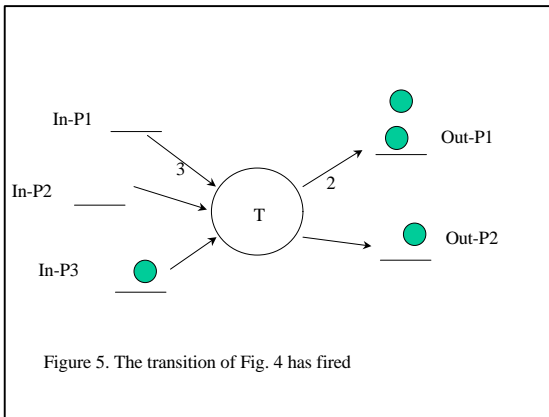 In-P1
Out-P1
3
2
In-P2
T
In-P3
Out-P2
Figure 5. The transition of Fig. 4 has fired